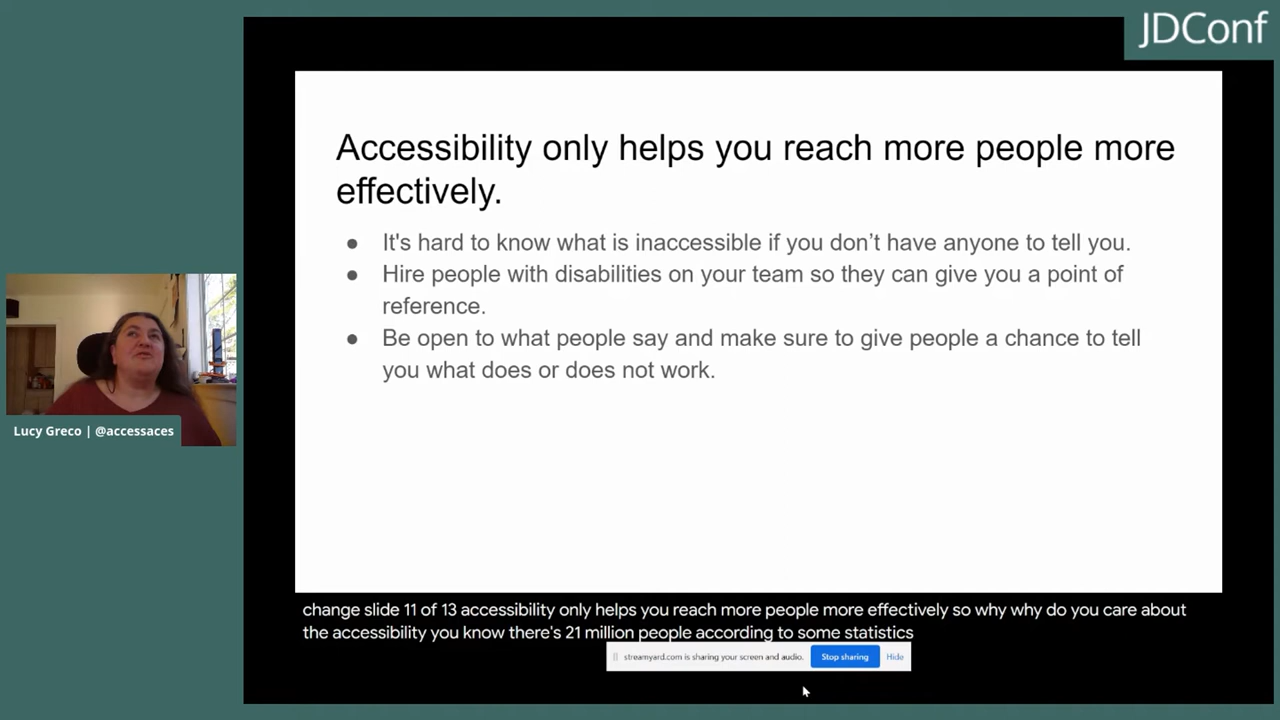 JDConf
Accessibility only helps you reach more people more
effectively.
● It's hard to know what is inaccessible if you don’t have anyone to tell you.
● Hire people with disabilities on your team so they can give you a point of
reference.
● Be open to what people say and make sure to give people a chance to tell
you what does or does not work.
Lucy Greco | @accessaces
change slide 11 of 13 accessibility only helps you reach more people more effectively so why why do you care about
the accessibility you know there's 21 million people according to some statistics
streamyard.com is sharing your screen and audio. Stop sharing Hide